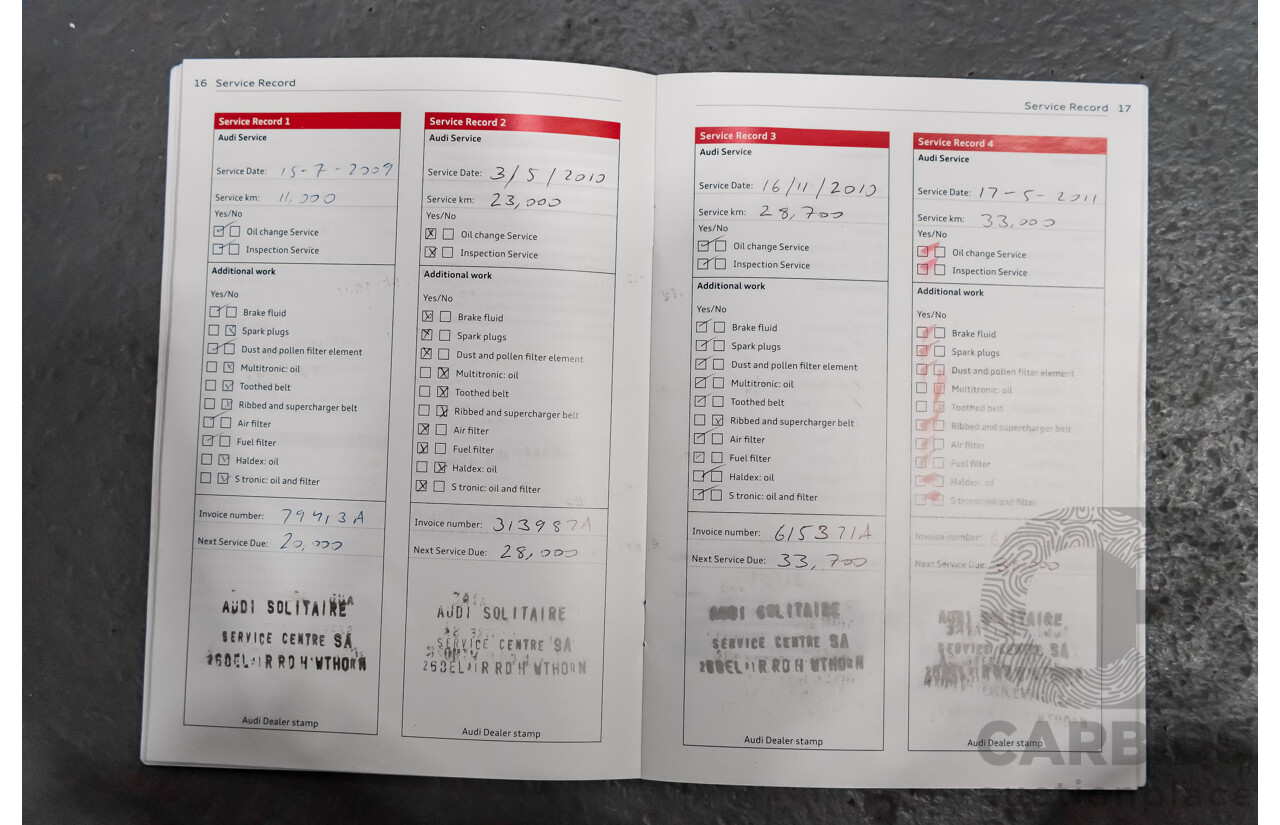 16 Service Record
Service Record 1
Audi Service
Service Date: 15-7-2009
Service km: 11,000
Yes/No
Oil change Service
Inspection Service
Additional work
Yes/No
Brake fluid
Spark plugs
Dust and pollen filter element
Multitronic: oil
Toothed belt
Ribbed and supercharger belt
Air filter
Fuel filter
Haldex: oil
S tronic: oil and filter
Invoice number: 79413A
Next Service Due: 20,000
AUDI SOLITAIRE
SERVICE CENTRE SA
Audi Dealer stamp
Service Record 2
Audi Service
Service Date: 3/5/2010
Service km: 23,000
Yes/No
Oil change Service
Inspection Service
Additional work
Yes/No
Brake fluid
Spark plugs
Dust and pollen filter element
Multitronic: oil
Toothed belt
Ribbed and supercharger belt
Air filter
Fuel filter
Haldex: oil
S tronic: oil and filter
Invoice number: 313987A
Next Service Due: 28,000
AUDI SOLITAIRE
SERVICE CENTRE SA
Audi Dealer stamp
Service Record 17
Service Record 3
Audi Service
Service Date: 16/11/2010
Service km: 28,700
Yes/No
Oil change Service
Inspection Service
Additional work
Yes/No
Brake fluid
Spark plugs
Dust and pollen filter element
Multitronic: oil
Toothed belt
Ribbed and supercharger belt
Air filter
Fuel filter
Haldex: oil
S tronic: oil and filter
Invoice number: 615371A
Next Service Due: 33,700
AUDI SOLITAIRE
SERVICE CENTRE SA
Audi Dealer stamp
Service Record 4
Audi Service
Service Date: 17-5-2011
Service km: 33,000
Yes/No
Oil change Service
Inspection Service
Additional work
Yes/No
Brake fluid
Spark plugs
Dust and pollen filter element
Multitronic: oil
Toothed belt
Ribbed and supercharger belt
Air filter
Fuel filter
Haldex: oil
S tronic: oil and filter
Invoice number:
Next Service Due:
SA
Audi Dealer stamp
CARBIDS